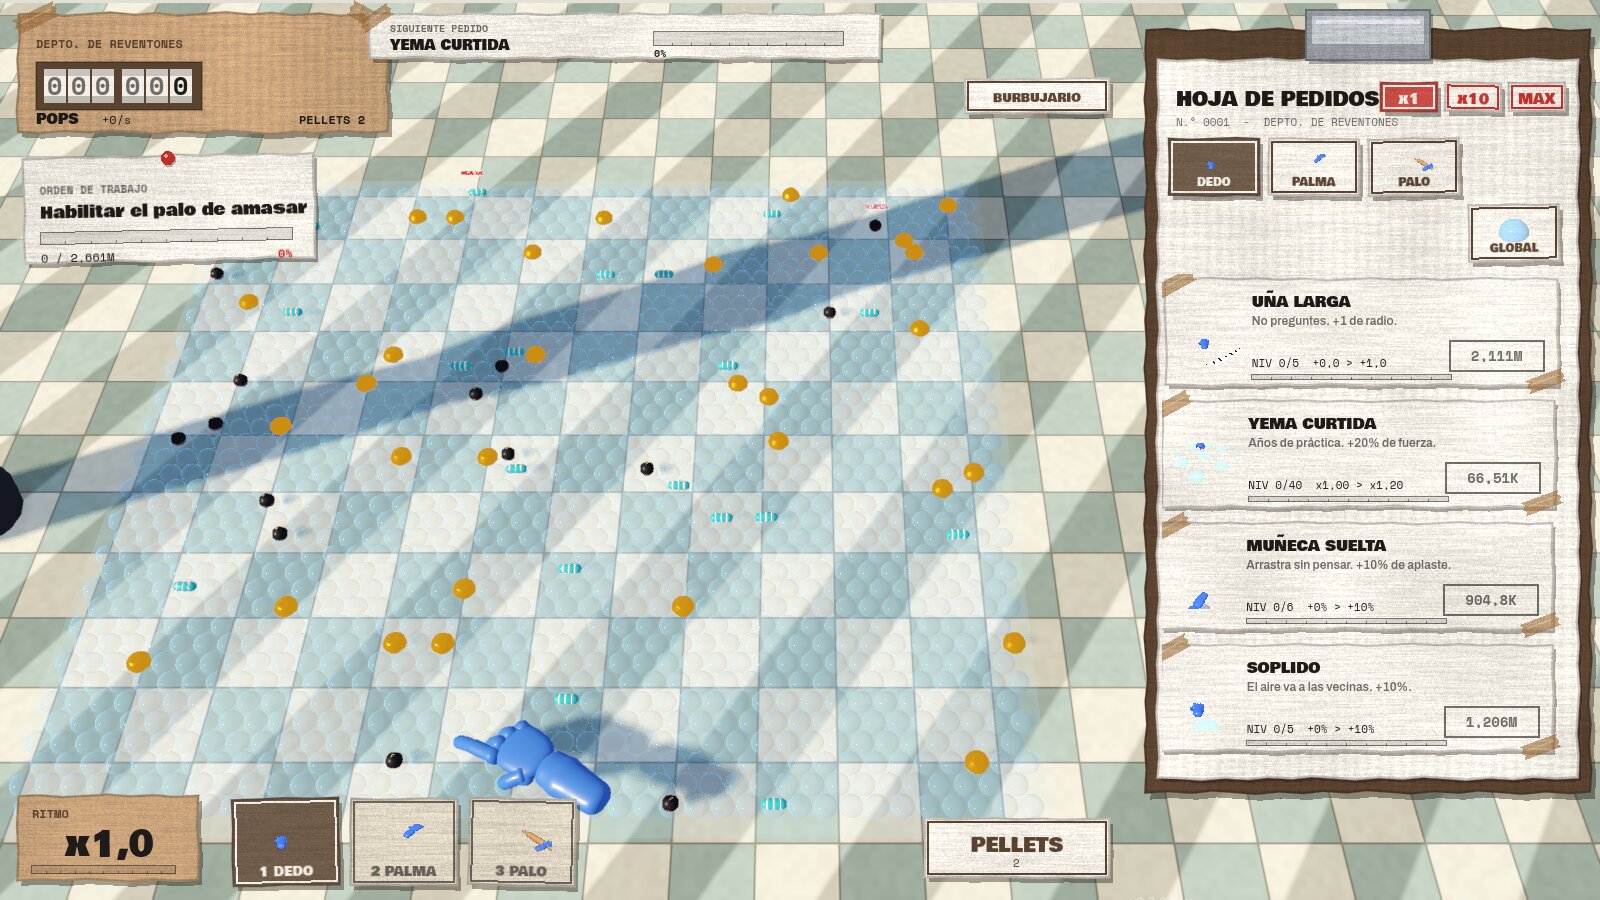 DEPTO. DE REVENTONES
000000
POPS +0/s PELLETS 2
SIGUIENTE PEDIDO
YEMA CURTIDA
0%
BURBUJARIO
ORDEN DE TRABAJO
Habilitar el palo de amasar
0 / 2,661M 0%
HOJA DE PEDIDOS x1 x10 MAX
N.° 0001 - DEPTO. DE REVENTONES
DEDO PALMA PALO
GLOBAL
UÑA LARGA
No preguntes. +1 de radio.
NIV 0/5 +0,0 > +1,0 2,111M
YEMA CURTIDA
Años de práctica. +20% de fuerza.
NIV 0/40 x1,00 > x1,20 66,51K
MUÑECA SUELTA
Arrastra sin pensar. +10% de aplaste.
NIV 0/6 +0% > +10% 904,8K
SOPLIDO
El aire va a las vecinas. +10%.
NIV 0/5 +0% > +10% 1,206M
RITMO
x1,0
1 DEDO
2 PALMA
3 PALO
PELLETS
2